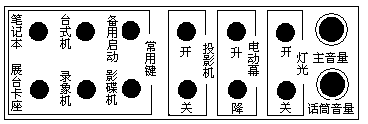 笔记本
台式机
备用启动
常用键
展台卡座
录象机
影碟机
开
关
投影机
升
降
电动幕
开
关
灯光
主音量
话筒音量